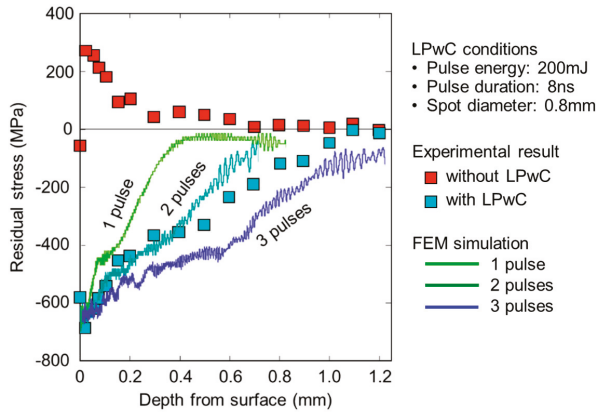 400
200
0
-200
-400
-600
-800
Residual stress (MPa)
0
0.2
0.4
0.6
0.8
1.0
1.2
Depth from surface (mm)
1 pulse
2 pulses
3 pulses
LPwC conditions
• Pulse energy: 200mJ
• Pulse duration: 8ns
• Spot diameter: 0.8mm
Experimental result
without LPwC
with LPwC
FEM simulation
1 pulse
2 pulses
3 pulses